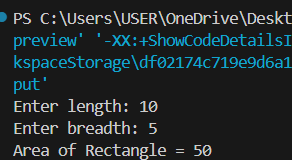 PS C:\Users\USER\OneDrive\Deskt
preview' '-XX:+ShowCodeDetailsI
kspaceStorage\df02174c719e9d6a1
put'
Enter length: 10
Enter breadth: 5
Area of Rectangle = 50